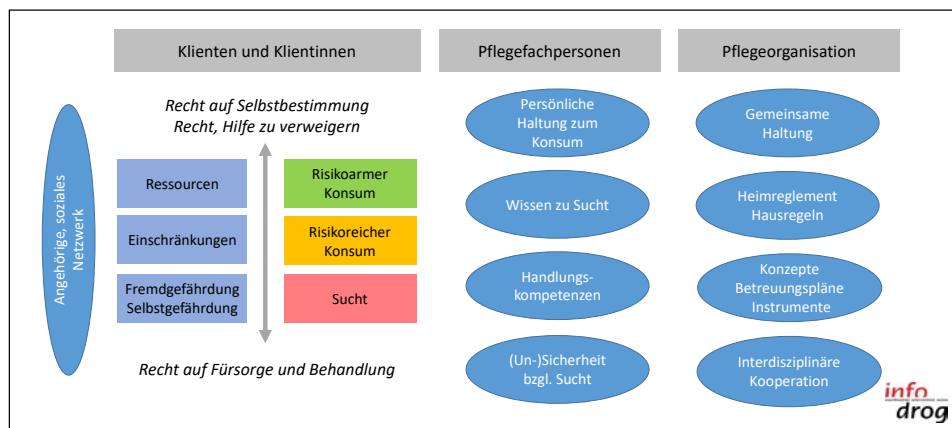 Klienten und Klientinnen
Pflegefachpersonen
Pflegeorganisation
Angehörige, soziales
Netzwerk
Recht auf Selbstbestimmung
Recht, Hilfe zu verweigern
Ressourcen
Risikoarmer
Konsum
Einschränkungen
Risikoreicher
Konsum
Fremdgefährdung
Selbstgefährdung
Sucht
Recht auf Fürsorge und Behandlung
Persönliche
Haltung zum
Konsum
Wissen zu Sucht
Handlungs-
kompetenzen
(Un-)Sicherheit
bzgl. Sucht
Gemeinsame
Haltung
Heimreglement
Hausregeln
Konzepte
Betreuungspläne
Instrumente
Interdisziplinäre
Kooperation
info
drog